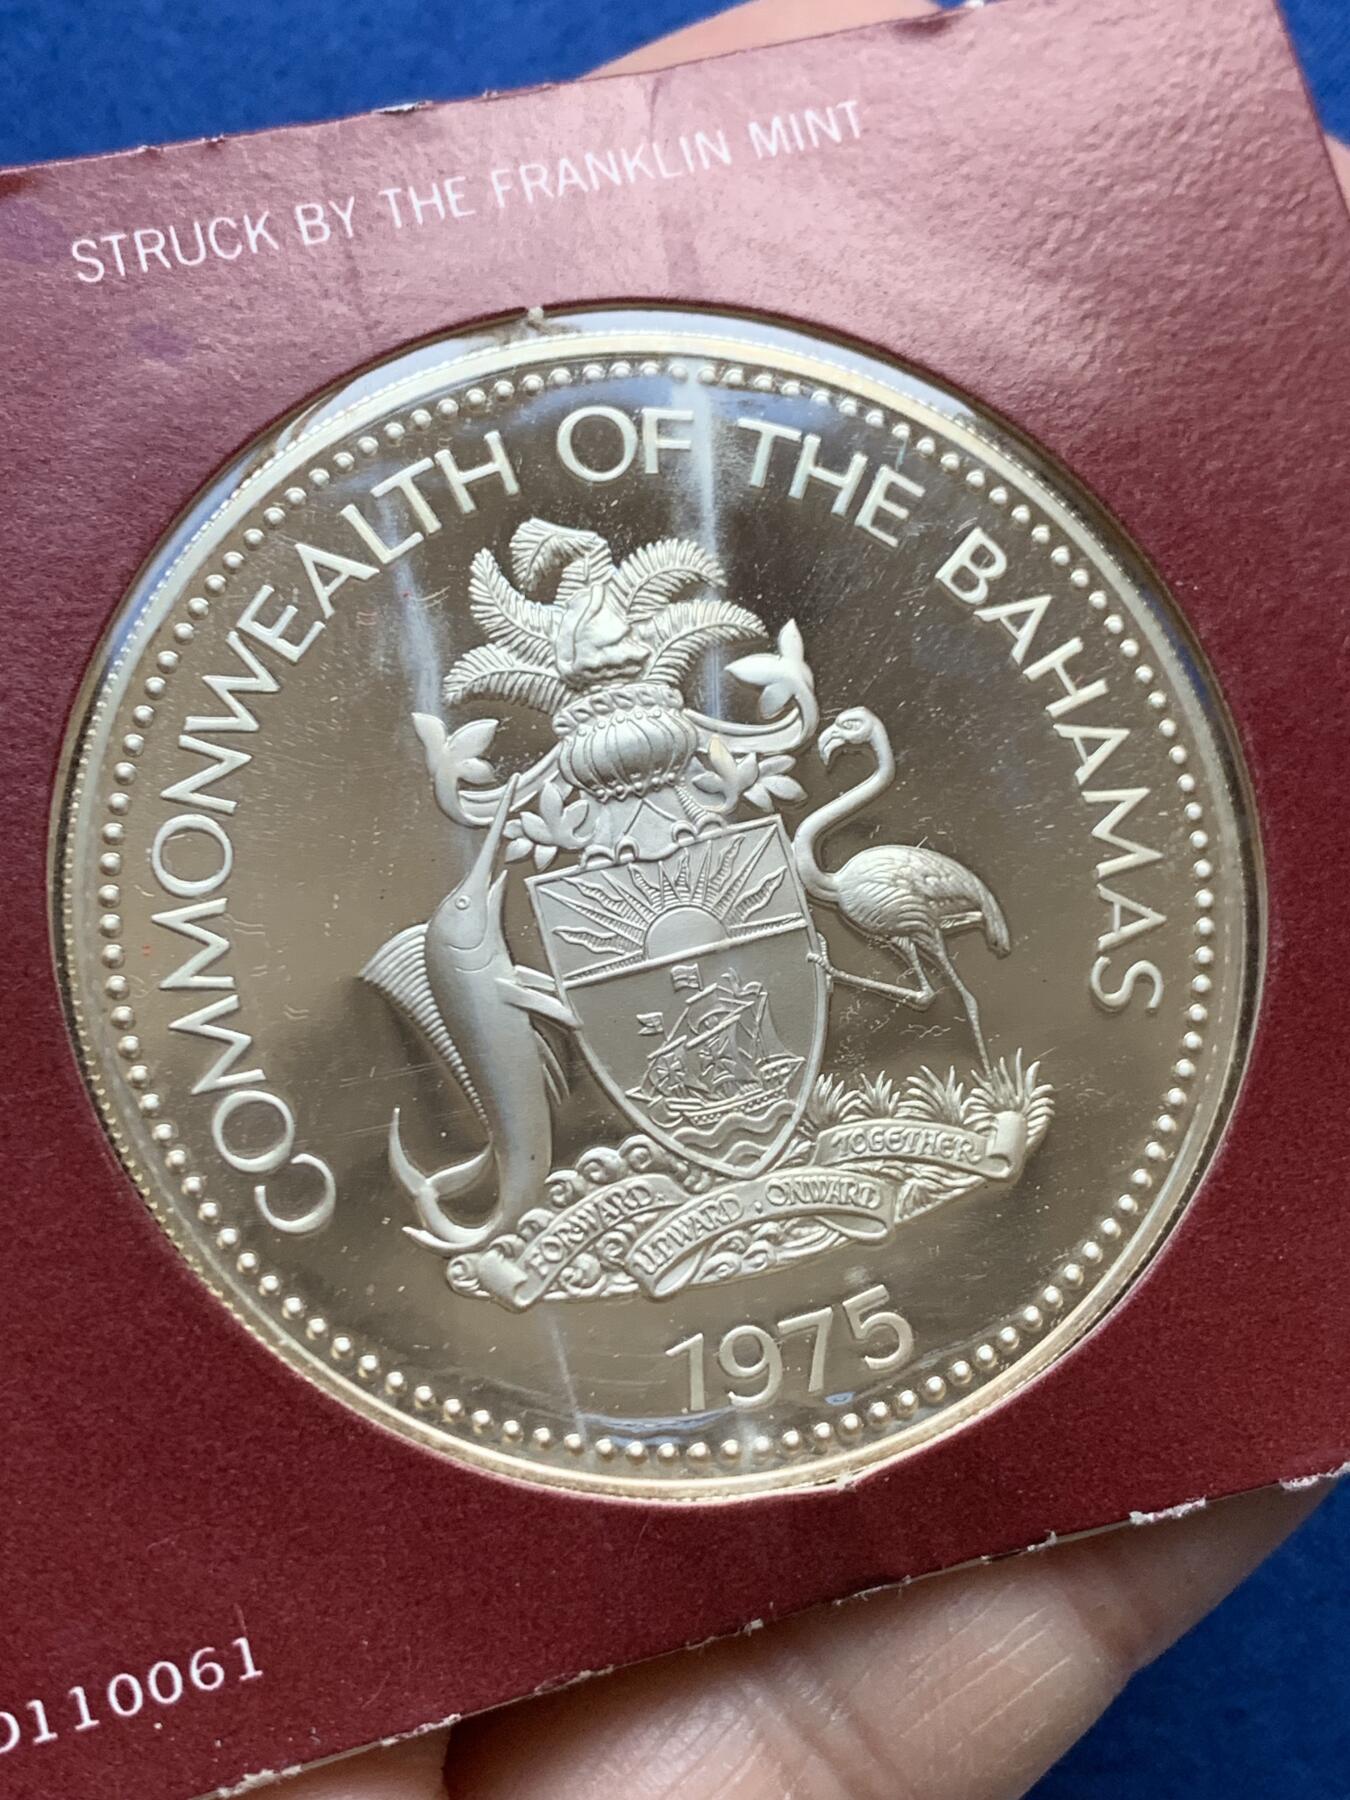 STRUCK BY THE FRANKLIN MINT
COMMONWEALTH OF THE BAHAMAS
FORWARD. UPWARD. ONWARD TOGETHER
1975
0110061